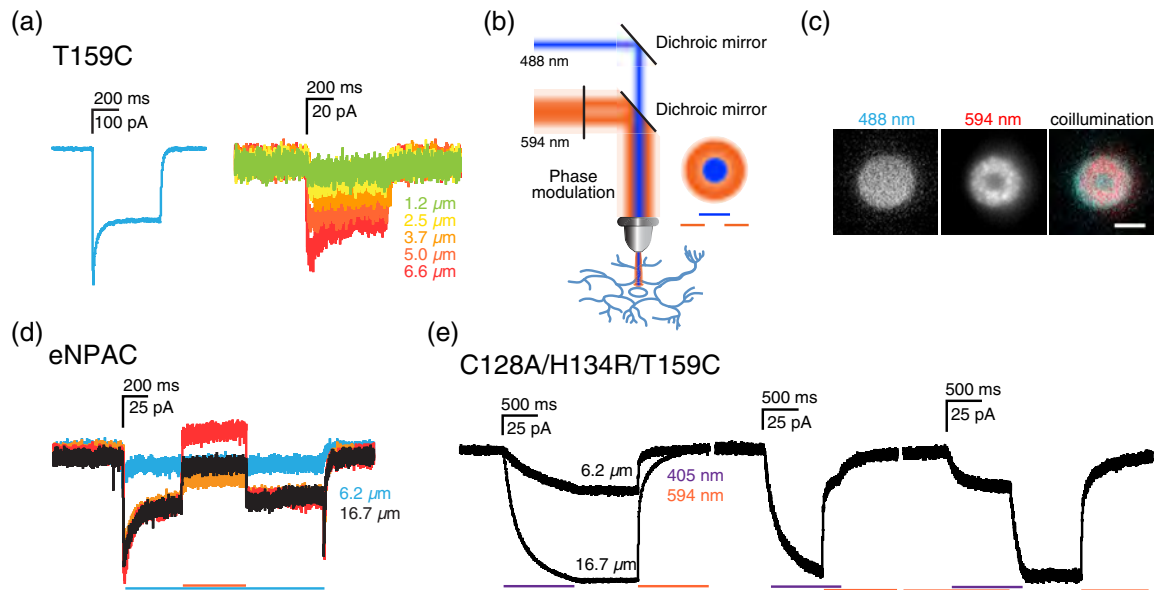 (a)
T159C
200 ms
100 pA
200 ms
20 pA
1.2 µm
2.5 µm
3.7 µm
5.0 µm
6.6 µm
(b)
488 nm
Dichroic mirror
594 nm
Dichroic mirror
Phase
modulation
(c)
488 nm
594 nm
coillumination
(d)
eNPAC
200 ms
25 pA
6.2 µm
16.7 µm
(e)
C128A/H134R/T159C
500 ms
25 pA
6.2 µm
16.7 µm
405 nm
594 nm
500 ms
25 pA
500 ms
25 pA